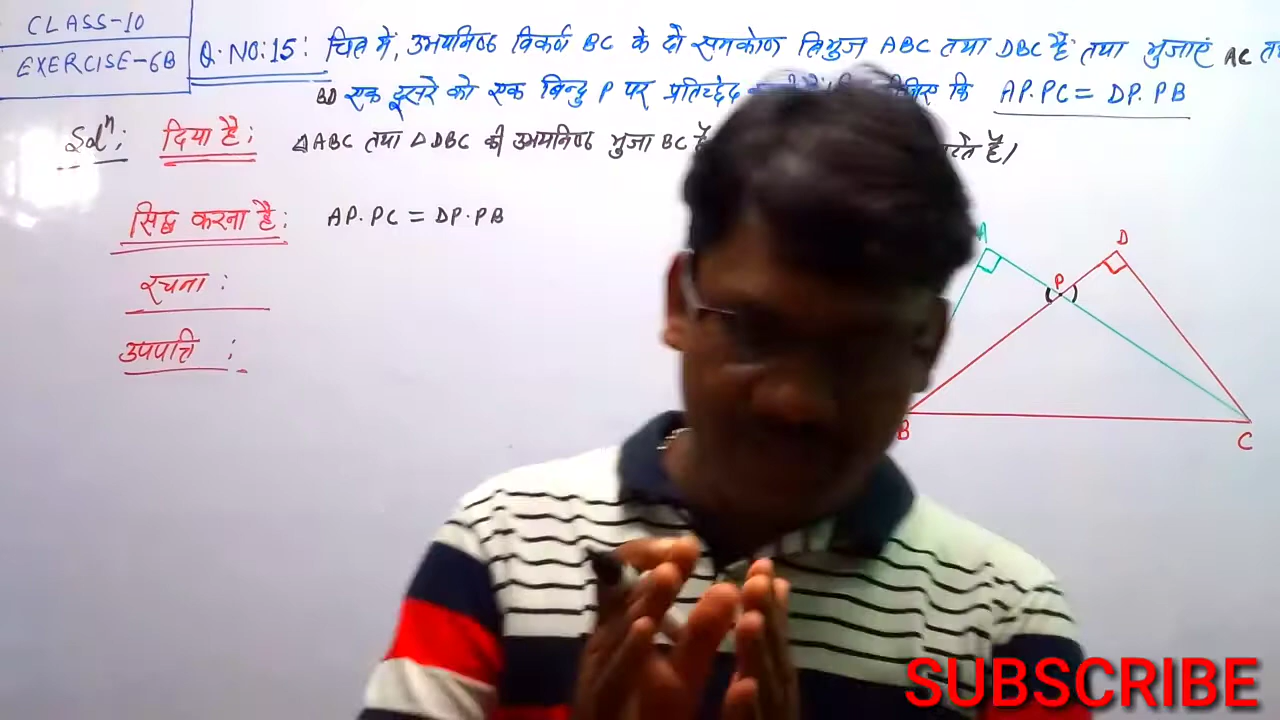 CLASS-10
EXERCISE-6B
Q.NO:15: चित्र में, उभयनिष्ठ विकर्ण BC के दो समकोण त्रिभुज ABC तथा DBC है तथा भुजाएं AC
BD एक दूसरे को एक बिन्दु P पर प्रतिच्छेद कि AP.PC = DP.PB
Solⁿ: दिया है: △ABC तथा △DBC की उभयनिष्ठ भुजा BC है
सिद्ध करना है: AP.PC = DP.PB
रचना :
उपपत्ति :
A
D
P
B
C
SUBSCRIBE